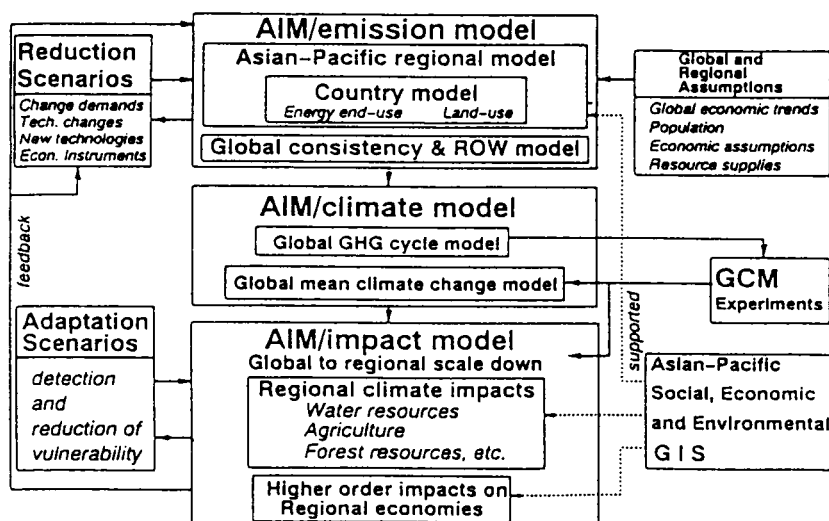 AIM/emission model
Asian-Pacific regional model
Country model
Energy end-use Land-use
Global consistency & ROW model
Reduction
Scenarios
Change demands
Tech. changes
New technologies
Econ. Instruments
Global and
Regional
Assumptions
Global economic trends
Population
Economic assumptions
Resource supplies
AIM/climate model
Global GHG cycle model
Global mean climate change model
feedback
GCM
Experiments
supported
Adaptation
Scenarios
detection
and
reduction of
vulnerability
AIM/impact model
Global to regional scale down
Regional climate impacts
Water resources
Agriculture
Forest resources, etc.
Higher order impacts on
Regional economies
Asian-Pacific
Social, Economic
and Environmental
GIS